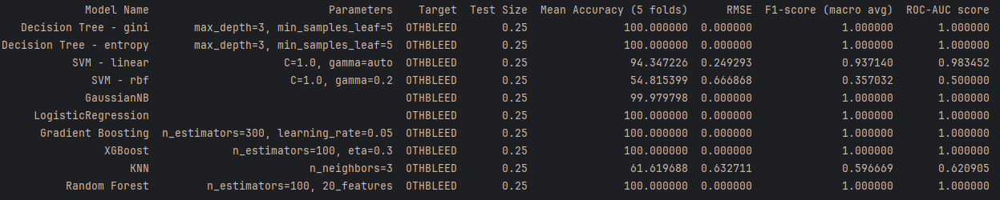 Model Name Parameters Target Test Size Mean Accuracy (5 folds) RMSE F1-score (macro avg) ROC-AUC score
Decision Tree - gini max_depth=3, min_samples_leaf=5 OTHBLEED 0.25 100.000000 0.000000 1.000000 1.000000
Decision Tree - entropy max_depth=3, min_samples_leaf=5 OTHBLEED 0.25 100.000000 0.000000 1.000000 1.000000
SVM - linear C=1.0, gamma=auto OTHBLEED 0.25 94.347226 0.249293 0.937140 0.983452
SVM - rbf C=1.0, gamma=0.2 OTHBLEED 0.25 54.815399 0.666868 0.357032 0.500000
GaussianNB OTHBLEED 0.25 99.979798 0.000000 1.000000 1.000000
LogisticRegression OTHBLEED 0.25 100.000000 0.000000 1.000000 1.000000
Gradient Boosting n_estimators=300, learning_rate=0.05 OTHBLEED 0.25 100.000000 0.000000 1.000000 1.000000
XGBoost n_estimators=100, eta=0.3 OTHBLEED 0.25 100.000000 0.000000 1.000000 1.000000
KNN n_neighbors=3 OTHBLEED 0.25 61.619688 0.632711 0.596669 0.620905
Random Forest n_estimators=100, 20_features OTHBLEED 0.25 100.000000 0.000000 1.000000 1.000000